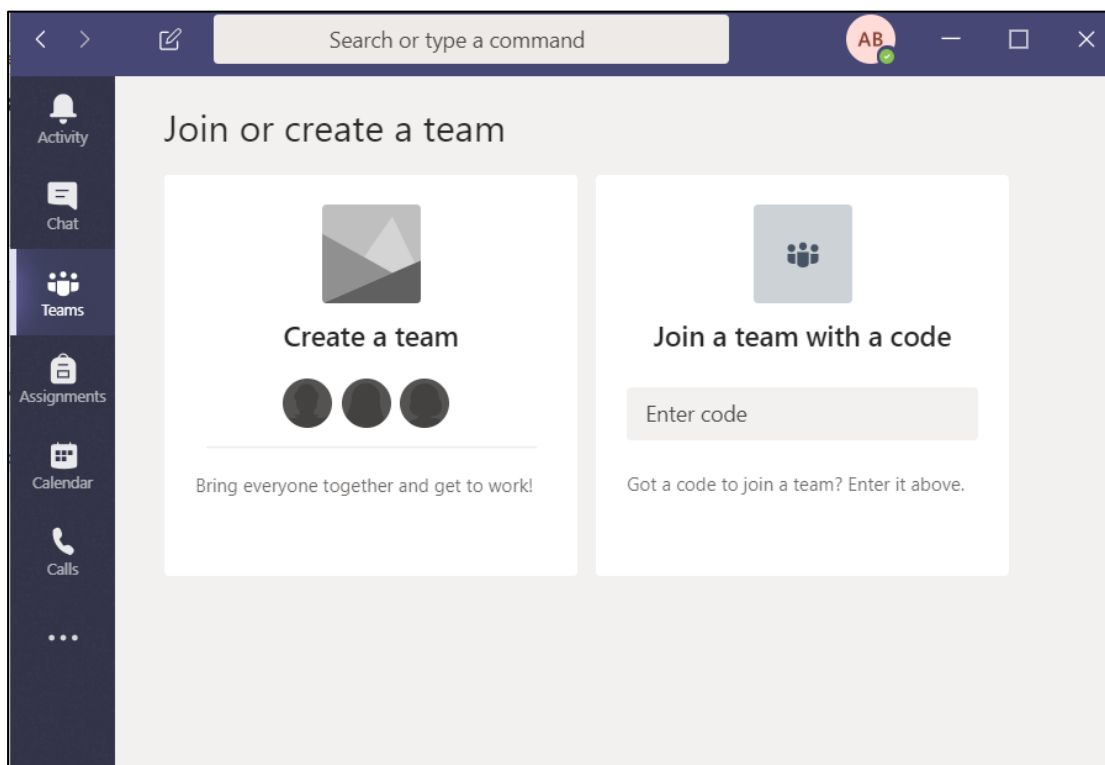 Search or type a command
AB
Activity
Chat
Teams
Assignments
Calendar
Calls
Join or create a team
Create a team
Bring everyone together and get to work!
Join a team with a code
Enter code
Got a code to join a team? Enter it above.